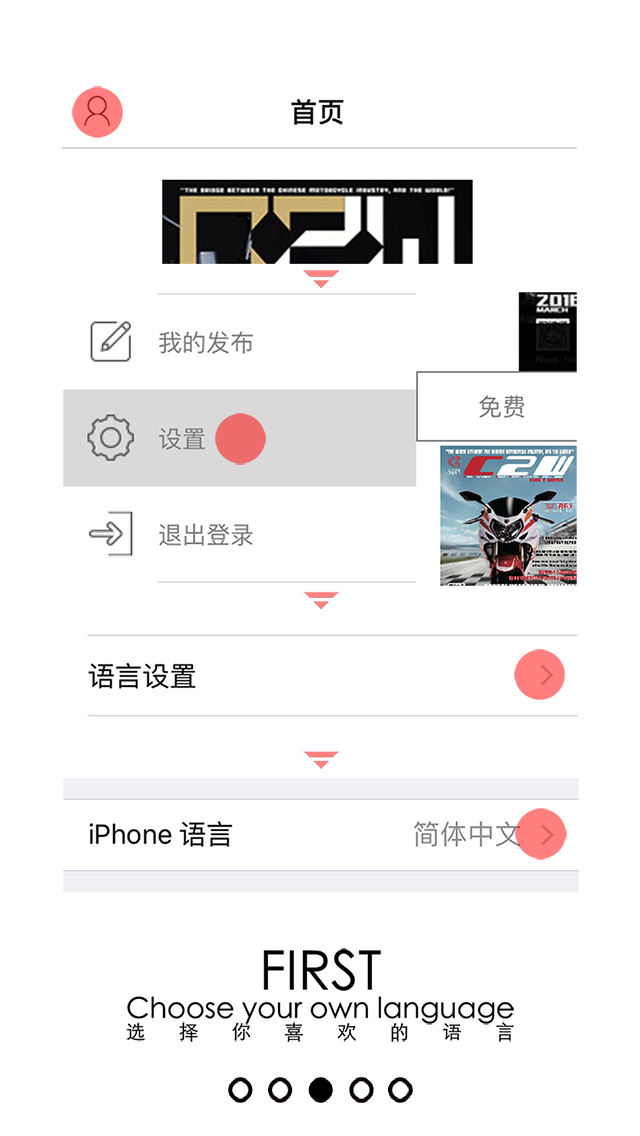 首页
"THE BRIDGE BETWEEN THE CHINESE MOTORCYCLE INDUSTRY, AND THE WORLD!"
C2W
我的发布
2016
MARCH
免费
设置
C2W
退出登录
语言设置
iPhone 语言 简体中文
FIRST
Choose your own language
选择你喜欢的语言